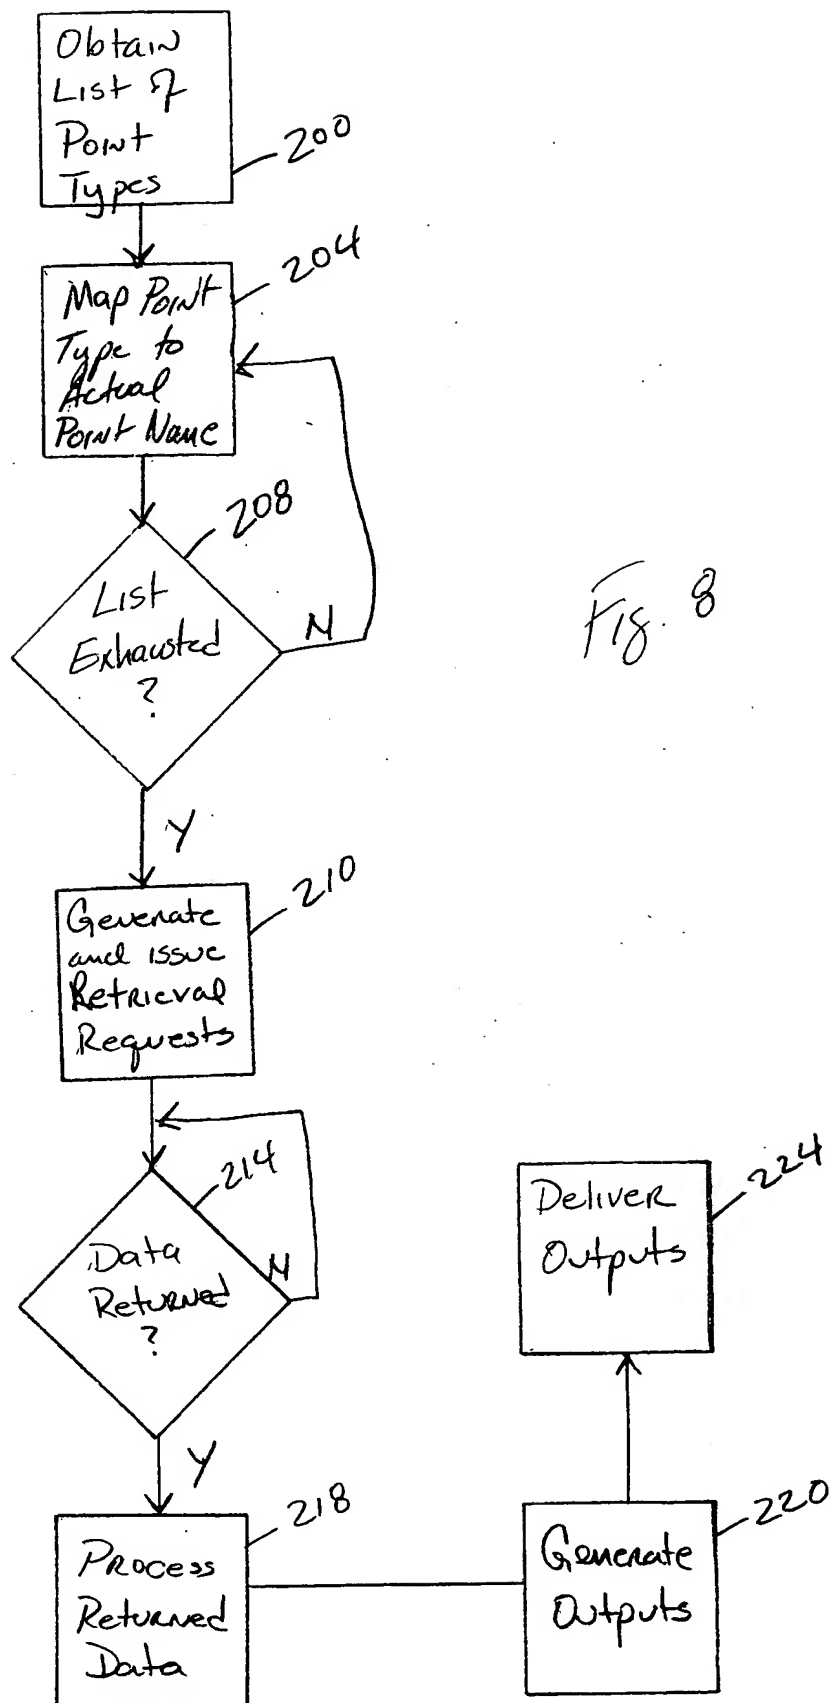 Obtain
List of
Point
Types
200
204
Map Point
Type to
Actual
Point Name
208
List
Exhausted
?
N
Fig. 8
Y
210
Generate
and issue
Retrieval
Requests
214
Data
Returned
?
N
Y
218
Process
Returned
Data
220
Generate
Outputs
224
Deliver
Outputs